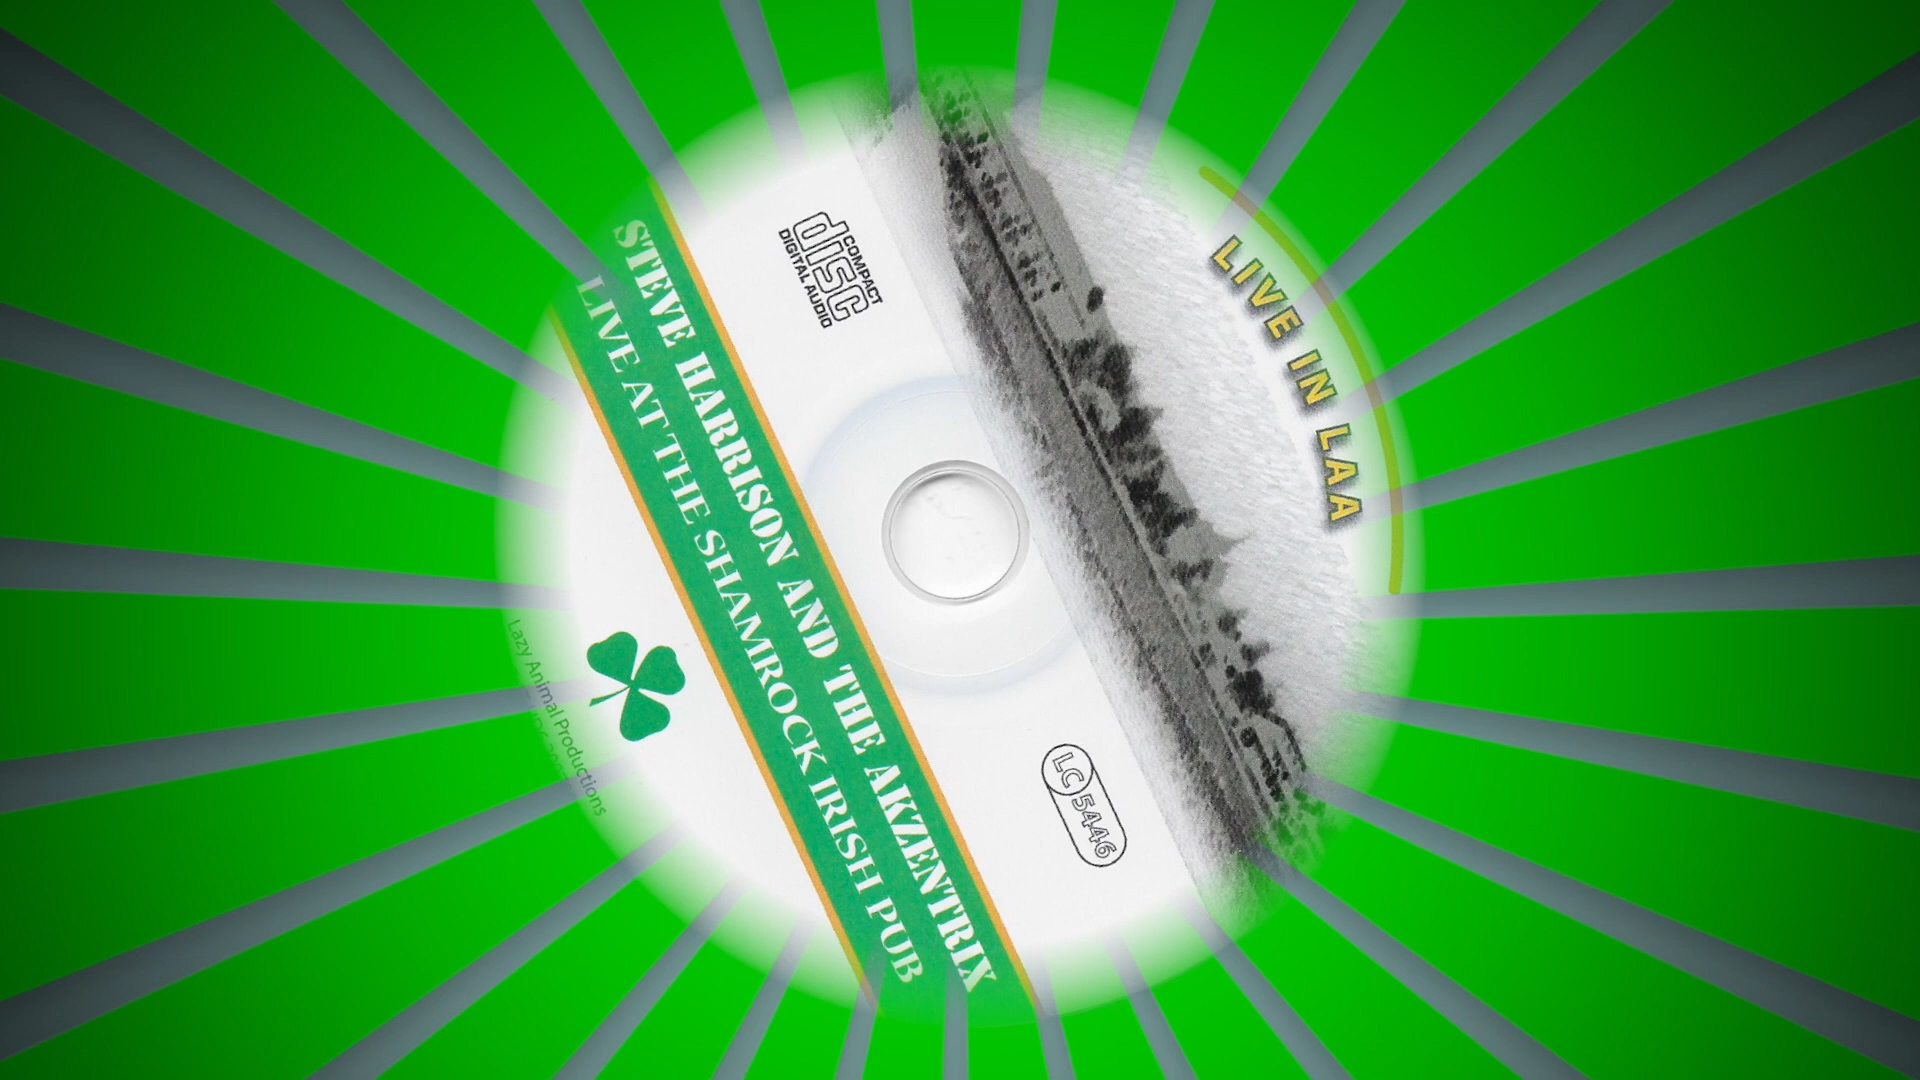 LIVE IN LAA
COMPACT
disc
DIGITAL AUDIO
STEVE HARRISON AND THE AKZENTRIX
LIVE AT THE SHAMROCK IRISH PUB
LC 5446
Lazy Animal Productions